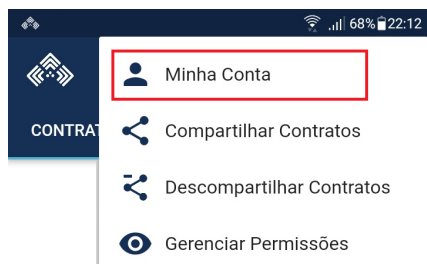 68% 22:12
Minha Conta
CONTRAT
Compartilhar Contratos
Descompartilhar Contratos
Gerenciar Permissões